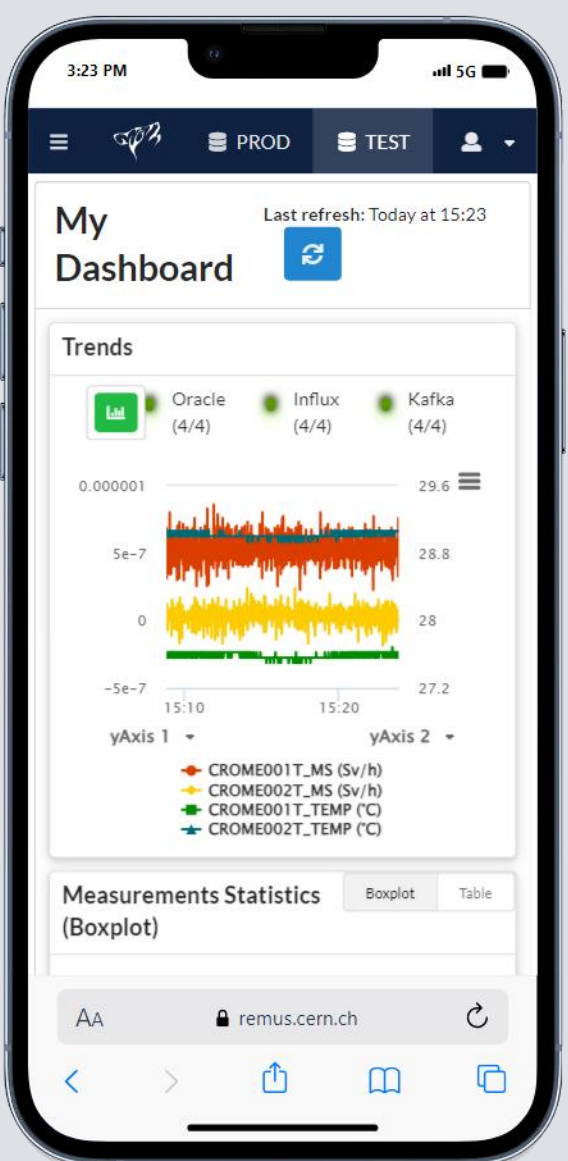 3:23 PM
5G
PROD
TEST
My
Dashboard
Last refresh: Today at 15:23
Trends
Oracle
(4/4)
Influx
(4/4)
Kafka
(4/4)
0.000001
29.6
5e-7
28.8
0
28
-5e-7
27.2
15:10
15:20
yAxis 1
yAxis 2
CROME001T_MS (Sv/h)
CROME002T_MS (Sv/h)
CROME001T_TEMP (°C)
CROME002T_TEMP (°C)
Measurements Statistics
(Boxplot)
Boxplot
Table
AA
remus.cern.ch